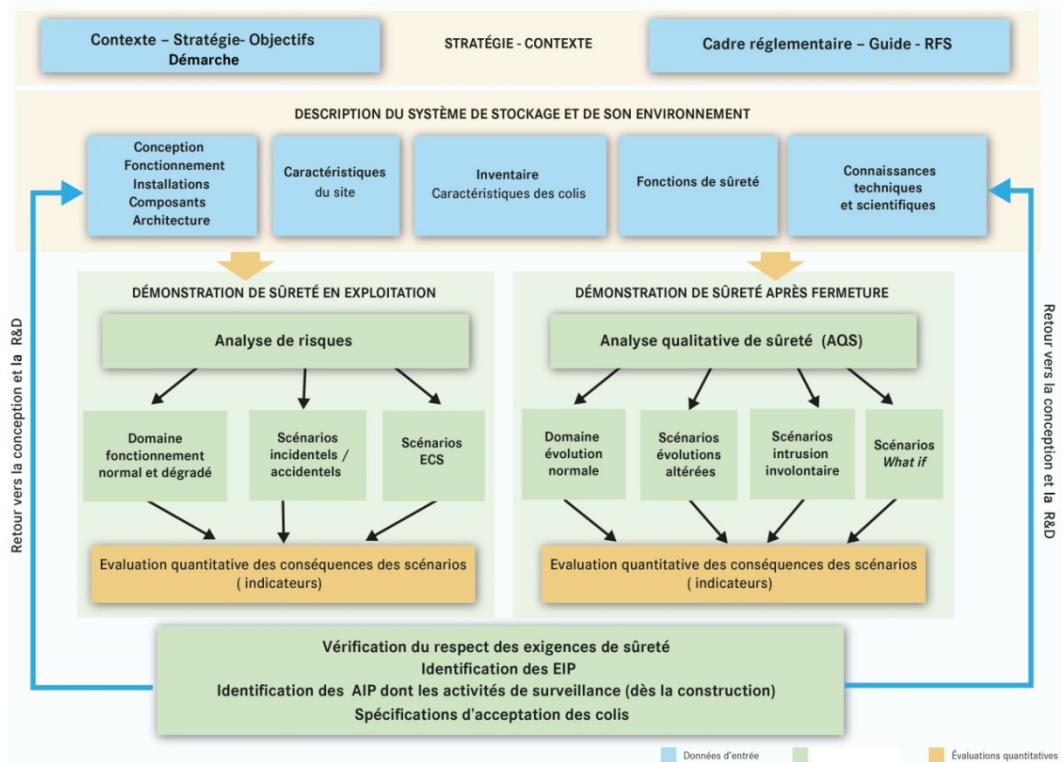 Contexte – Stratégie- Objectifs
Démarche
STRATÉGIE - CONTEXTE
Cadre réglementaire – Guide - RFS
DESCRIPTION DU SYSTÈME DE STOCKAGE ET DE SON ENVIRONNEMENT
Conception
Fonctionnement
Installations
Composants
Architecture
Caractéristiques
du site
Inventaire
Caractéristiques des colis
Fonctions de sûreté
Connaissances
techniques
et scientifiques
Retour vers la conception et la R&D
DÉMONSTRATION DE SÛRETÉ EN EXPLOITATION
Analyse de risques
Domaine
fonctionnement
normal et dégradé
Scénarios
incidentels /
accidentels
Scénarios
ECS
Evaluation quantitative des conséquences des scénarios
( indicateurs)
DÉMONSTRATION DE SÛRETÉ APRÈS FERMETURE
Analyse qualitative de sûreté (AQS)
Domaine
évolution
normale
Scénarios
évolutions
altérées
Scénarios
intrusion
involontaire
Scénarios
What if
Evaluation quantitative des conséquences des scénarios
( indicateurs)
Retour vers la conception et la R&D
Vérification du respect des exigences de sûreté
Identification des EIP
Identification des AIP dont les activités de surveillance (dès la construction)
Spécifications d'acceptation des colis
Données d'entrée
Évaluations quantitatives